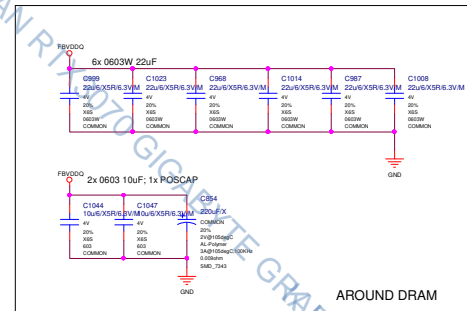 FBVDDQ
6x 0603W 22uF
C999 C1023 C968 C1014 C987 C1008
22u/6/X5R/6.3V/M 22u/6/X5R/6.3V/M 22u/6/X5R/6.3V/M 22u/6/X5R/6.3V/M 22u/6/X5R/6.3V/M 22u/6/X5R/6.3V/M
4V 4V 4V 4V 4V 4V
20% 20% 20% 20% 20% 20%
X6S X6S X6S X6S X6S X6S
0603W 0603W 0603W 0603W 0603W 0603W
COMMON COMMON COMMON COMMON COMMON COMMON
GND
FBVDDQ
2x 0603 10uF; 1x POSCAP
C1044 C1047 C854
10u/6/X5R/6.3V/M 10u/6/X5R/6.3V/M 220uF/X
4V 4V COMMON
20% 20% 20%
X6S X6S 2V@105degC
603 603 AL-Polymer
COMMON COMMON 3A@105degC,100KHz
0.009ohm
SMD_7343
GND
AROUND DRAM
RTX3070 GIGABYTE